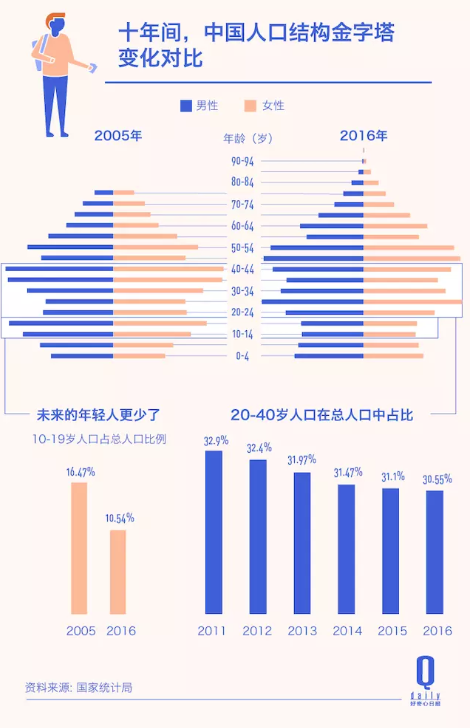 十年间，中国人口结构金字塔
变化对比
男性 女性
2005年 年龄（岁） 2016年
90-94
80-84
70-74
60-64
50-54
40-44
30-34
20-24
10-14
0-4
未来的年轻人更少了
10-19岁人口占总人口比例
16.47%
10.54%
2005 2016
20-40岁人口在总人口中占比
32.9%
32.4%
31.97%
31.47%
31.1%
30.55%
2011 2012 2013 2014 2015 2016
资料来源: 国家统计局
Q
daily
好奇心日报